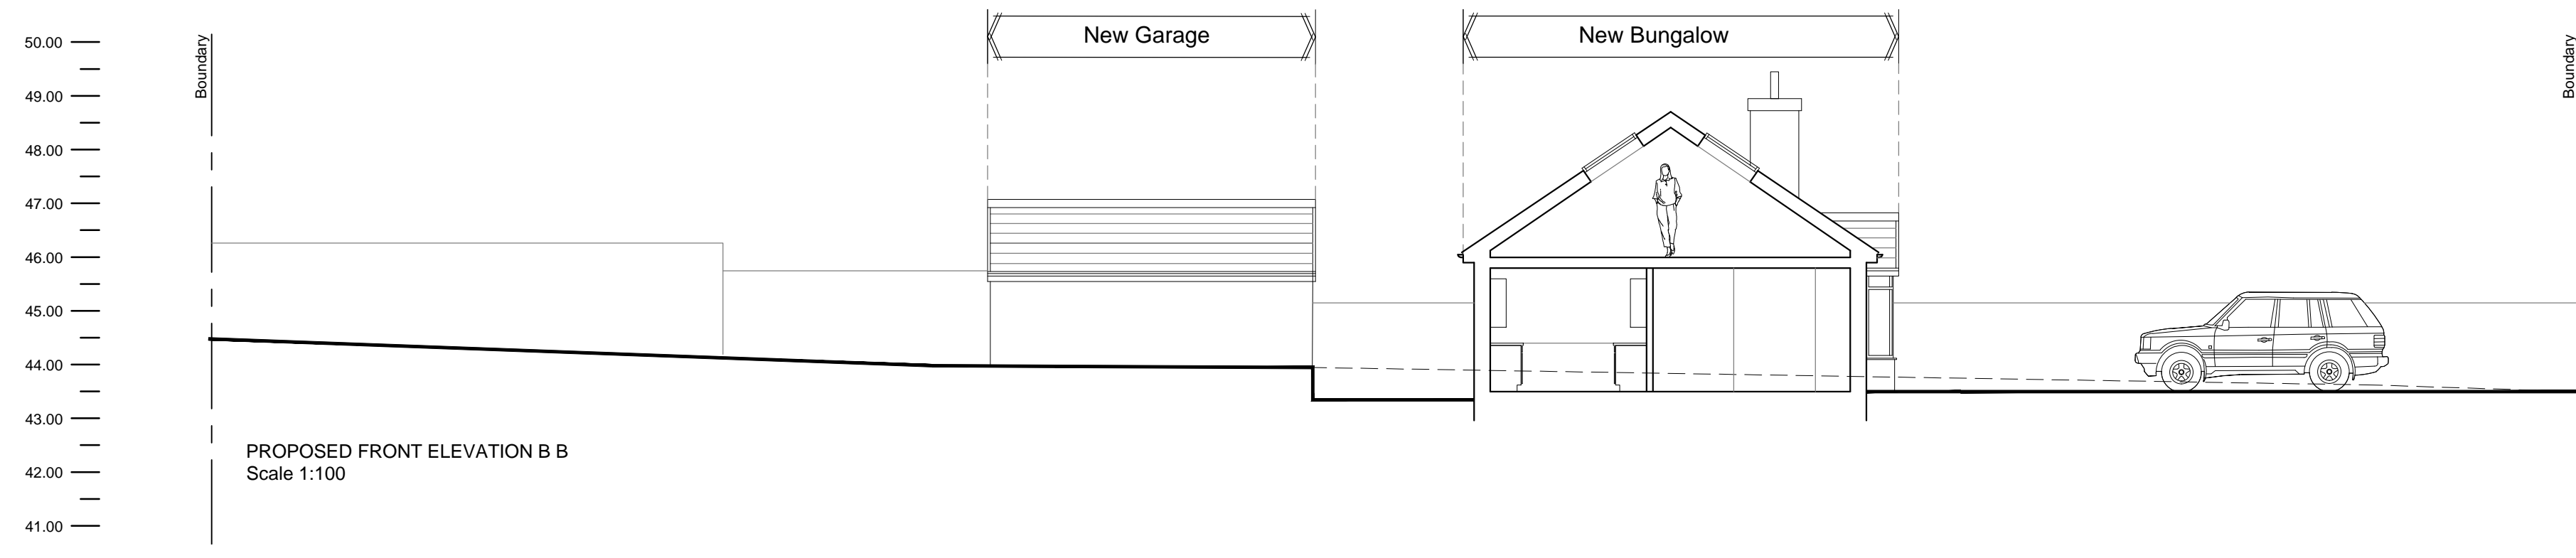 New Garage
New Bungalow
50.00
49.00
48.00
47.00
46.00
45.00
44.00
43.00
42.00
41.00
Boundary
Boundary
PROPOSED FRONT ELEVATION B B
Scale 1:100